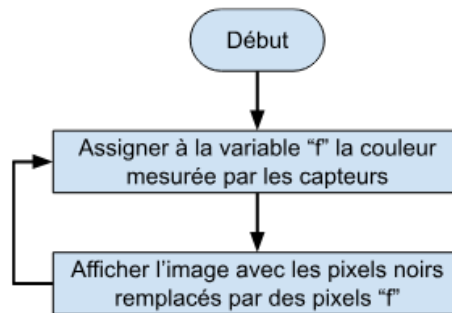 Début
Assigner à la variable “f” la couleur
mesurée par les capteurs
Afficher l’image avec les pixels noirs
remplacés par des pixels “f”